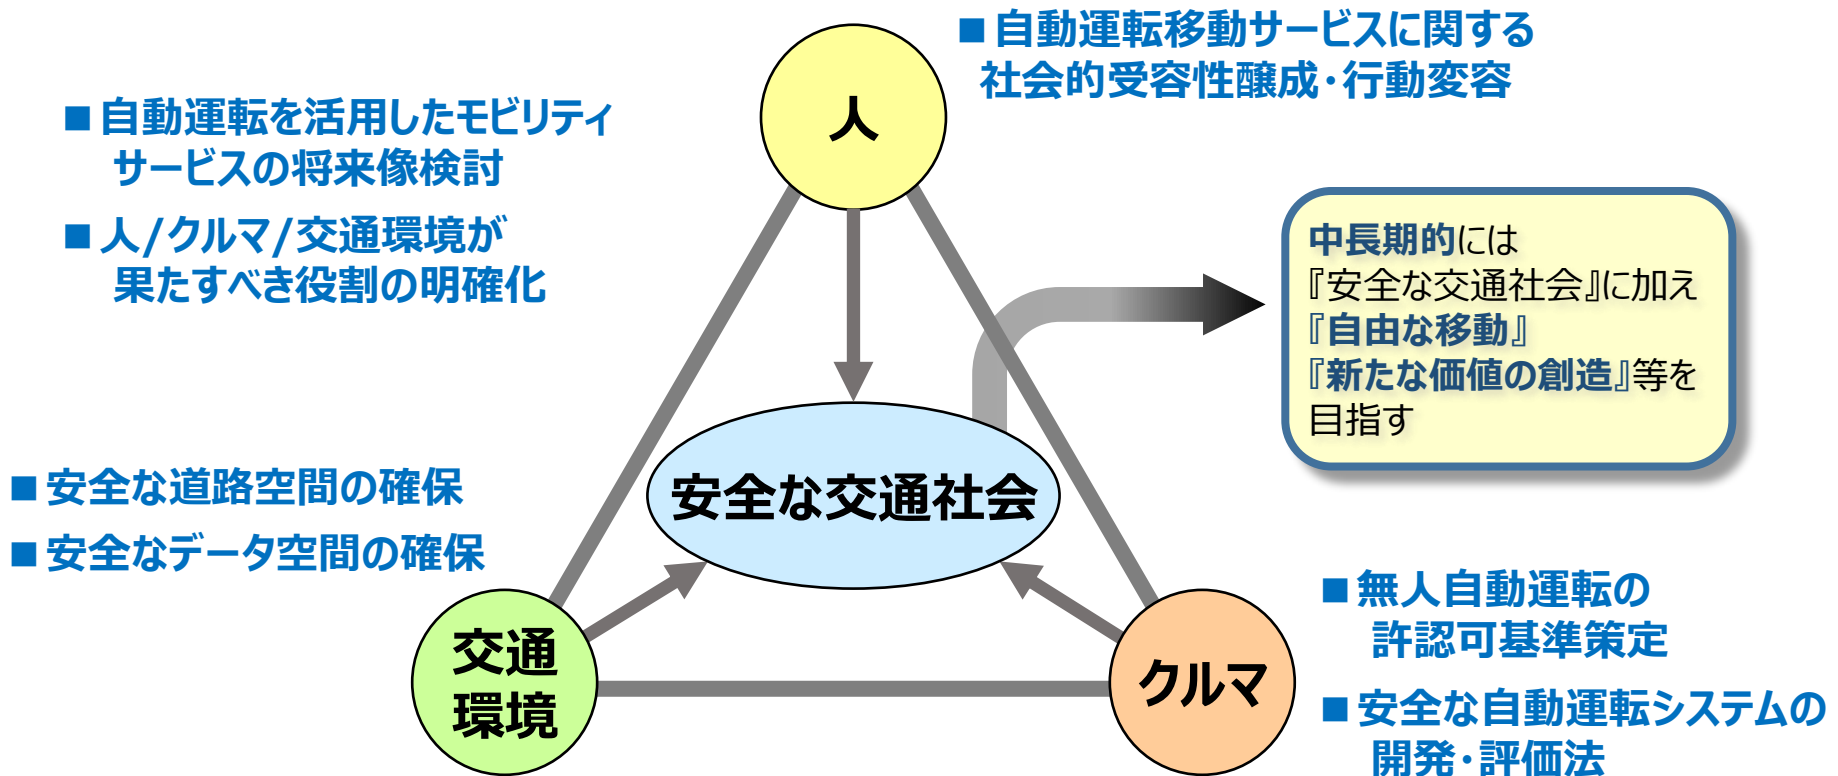 ■自動運転移動サービスに関する
社会的受容性醸成・行動変容
■自動運転を活用したモビリティ
サービスの将来像検討
■人/クルマ/交通環境が
果たすべき役割の明確化
人
中長期的には
『安全な交通社会』に加え
『自由な移動』
『新たな価値の創造』等を
目指す
安全な交通社会
■安全な道路空間の確保
■安全なデータ空間の確保
交通
環境
クルマ
■無人自動運転の
許認可基準策定
■安全な自動運転システムの
開発・評価法